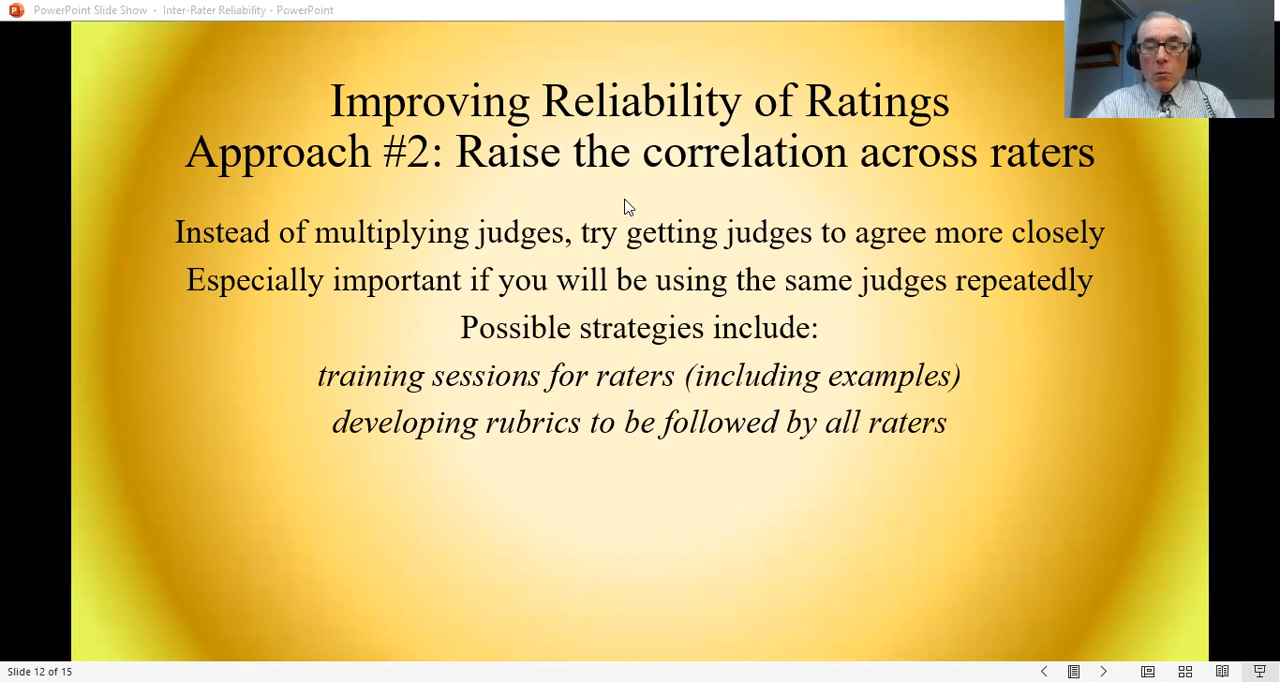 PowerPoint Slide Show - Inter-Rater Reliability - PowerPoint
Improving Reliability of Ratings
Approach #2: Raise the correlation across raters
Instead of multiplying judges, try getting judges to agree more closely
Especially important if you will be using the same judges repeatedly
Possible strategies include:
training sessions for raters (including examples)
developing rubrics to be followed by all raters
Slide 12 of 15